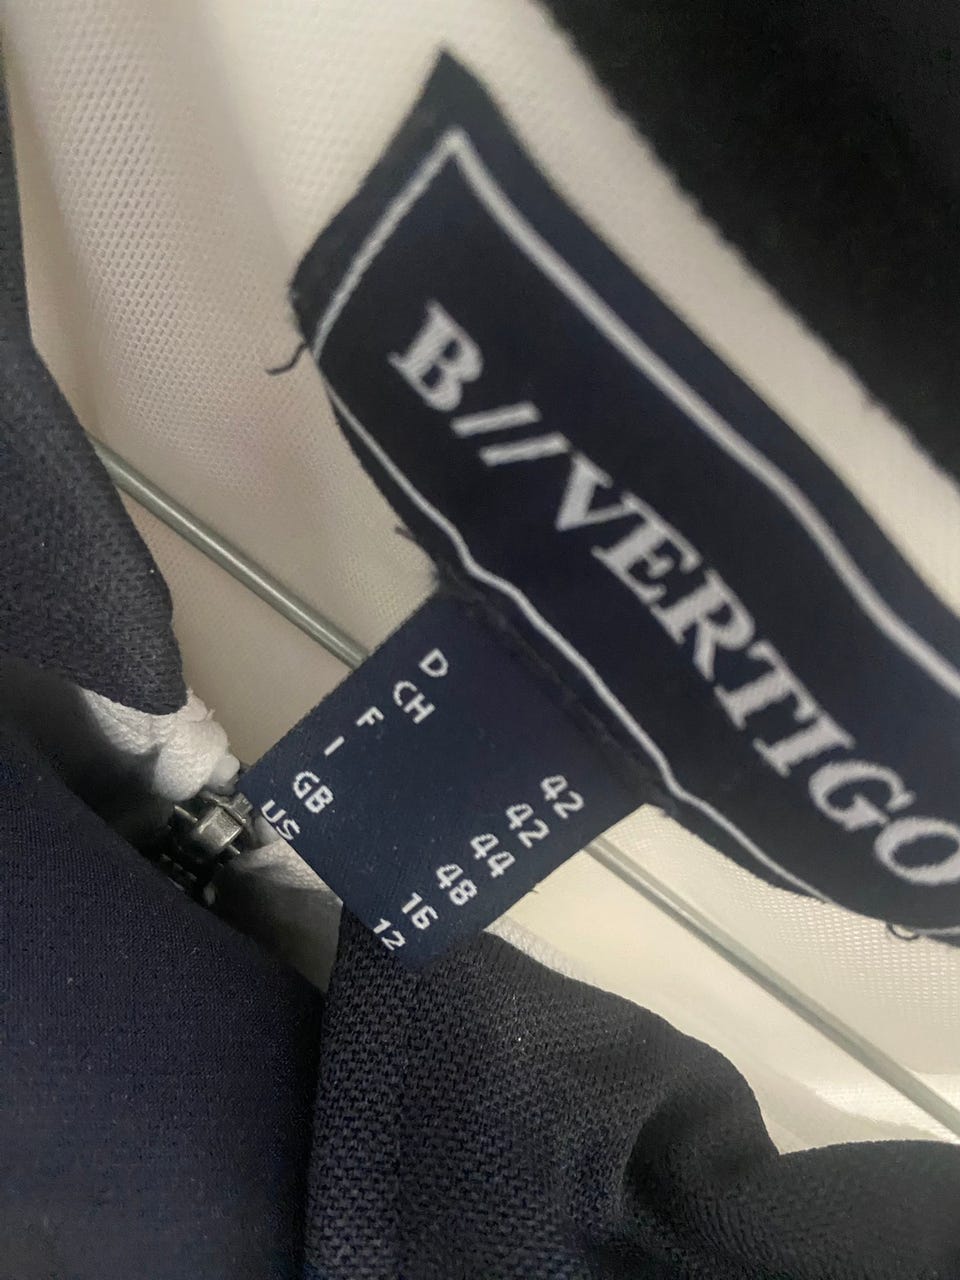 B//VERTIGO
D 42
CH 42
F 44
I 48
GB 16
US 12